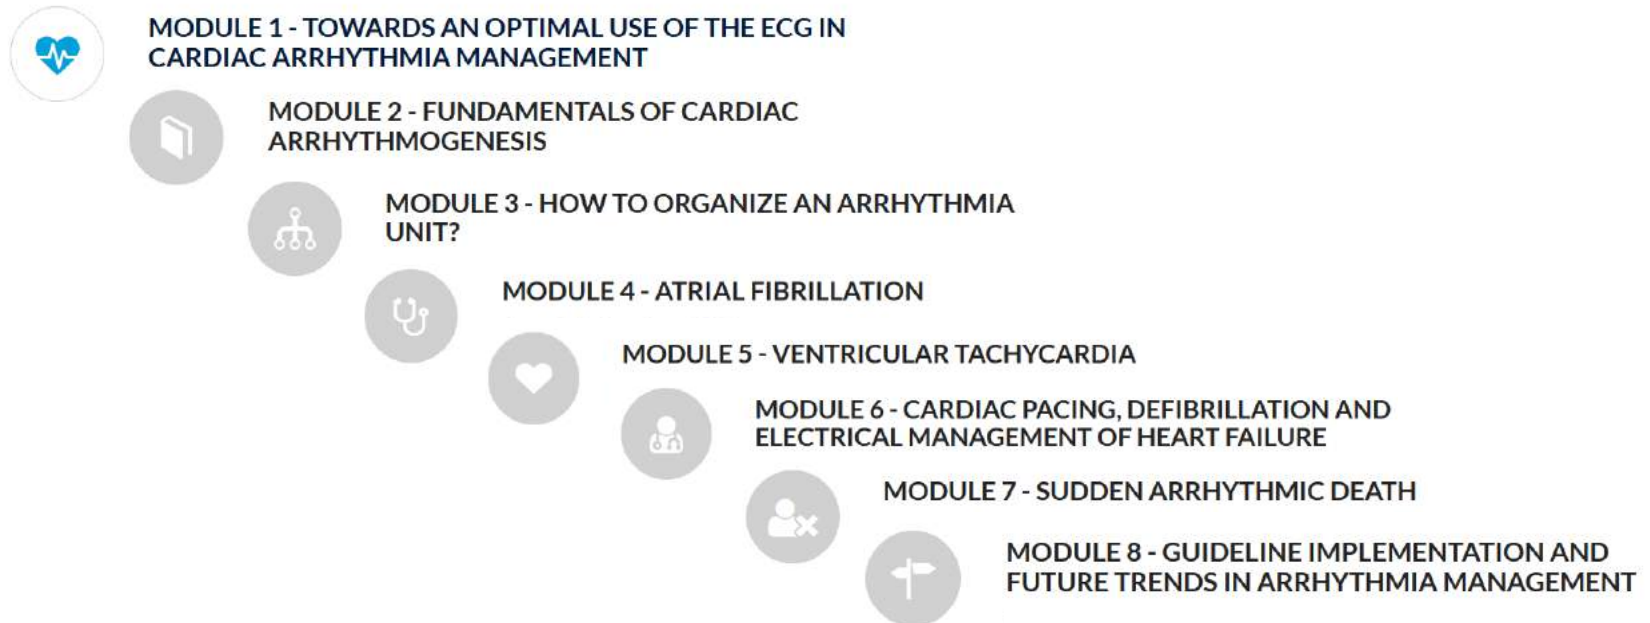 MODULE 1 - TOWARDS AN OPTIMAL USE OF THE ECG IN
CARDIAC ARRHYTHMIA MANAGEMENT
MODULE 2 - FUNDAMENTALS OF CARDIAC
ARRHYTHMOGENESIS
MODULE 3 - HOW TO ORGANIZE AN ARRHYTHMIA
UNIT?
MODULE 4 - ATRIAL FIBRILLATION
MODULE 5 - VENTRICULAR TACHYCARDIA
MODULE 6 - CARDIAC PACING, DEFIBRILLATION AND
ELECTRICAL MANAGEMENT OF HEART FAILURE
MODULE 7 - SUDDEN ARRHYTHMIC DEATH
MODULE 8 - GUIDELINE IMPLEMENTATION AND
FUTURE TRENDS IN ARRHYTHMIA MANAGEMENT